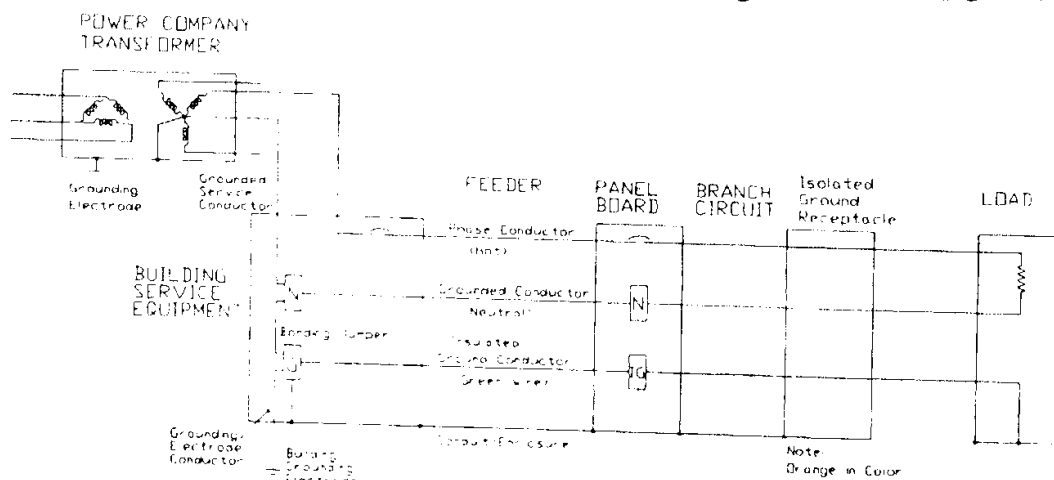 POWER COMPANY
TRANSFORMER
Grounding
Electrode
Grounded
Service
Conductor
FEEDER
PANEL
BOARD
BRANCH
CIRCUIT
Isolated
Ground
Receptacle
LOAD
Phase Conductor
(Hot)
BUILDING
SERVICE
EQUIPMENT
Grounded Conductor
Neutral
N
Bonding Jumper
Insulated
Ground Conductor
Green Wire
IG
Grounding
Electrode
Conductor
Conduit/Enclosure
Building
Grounding
Note:
Orange in Color